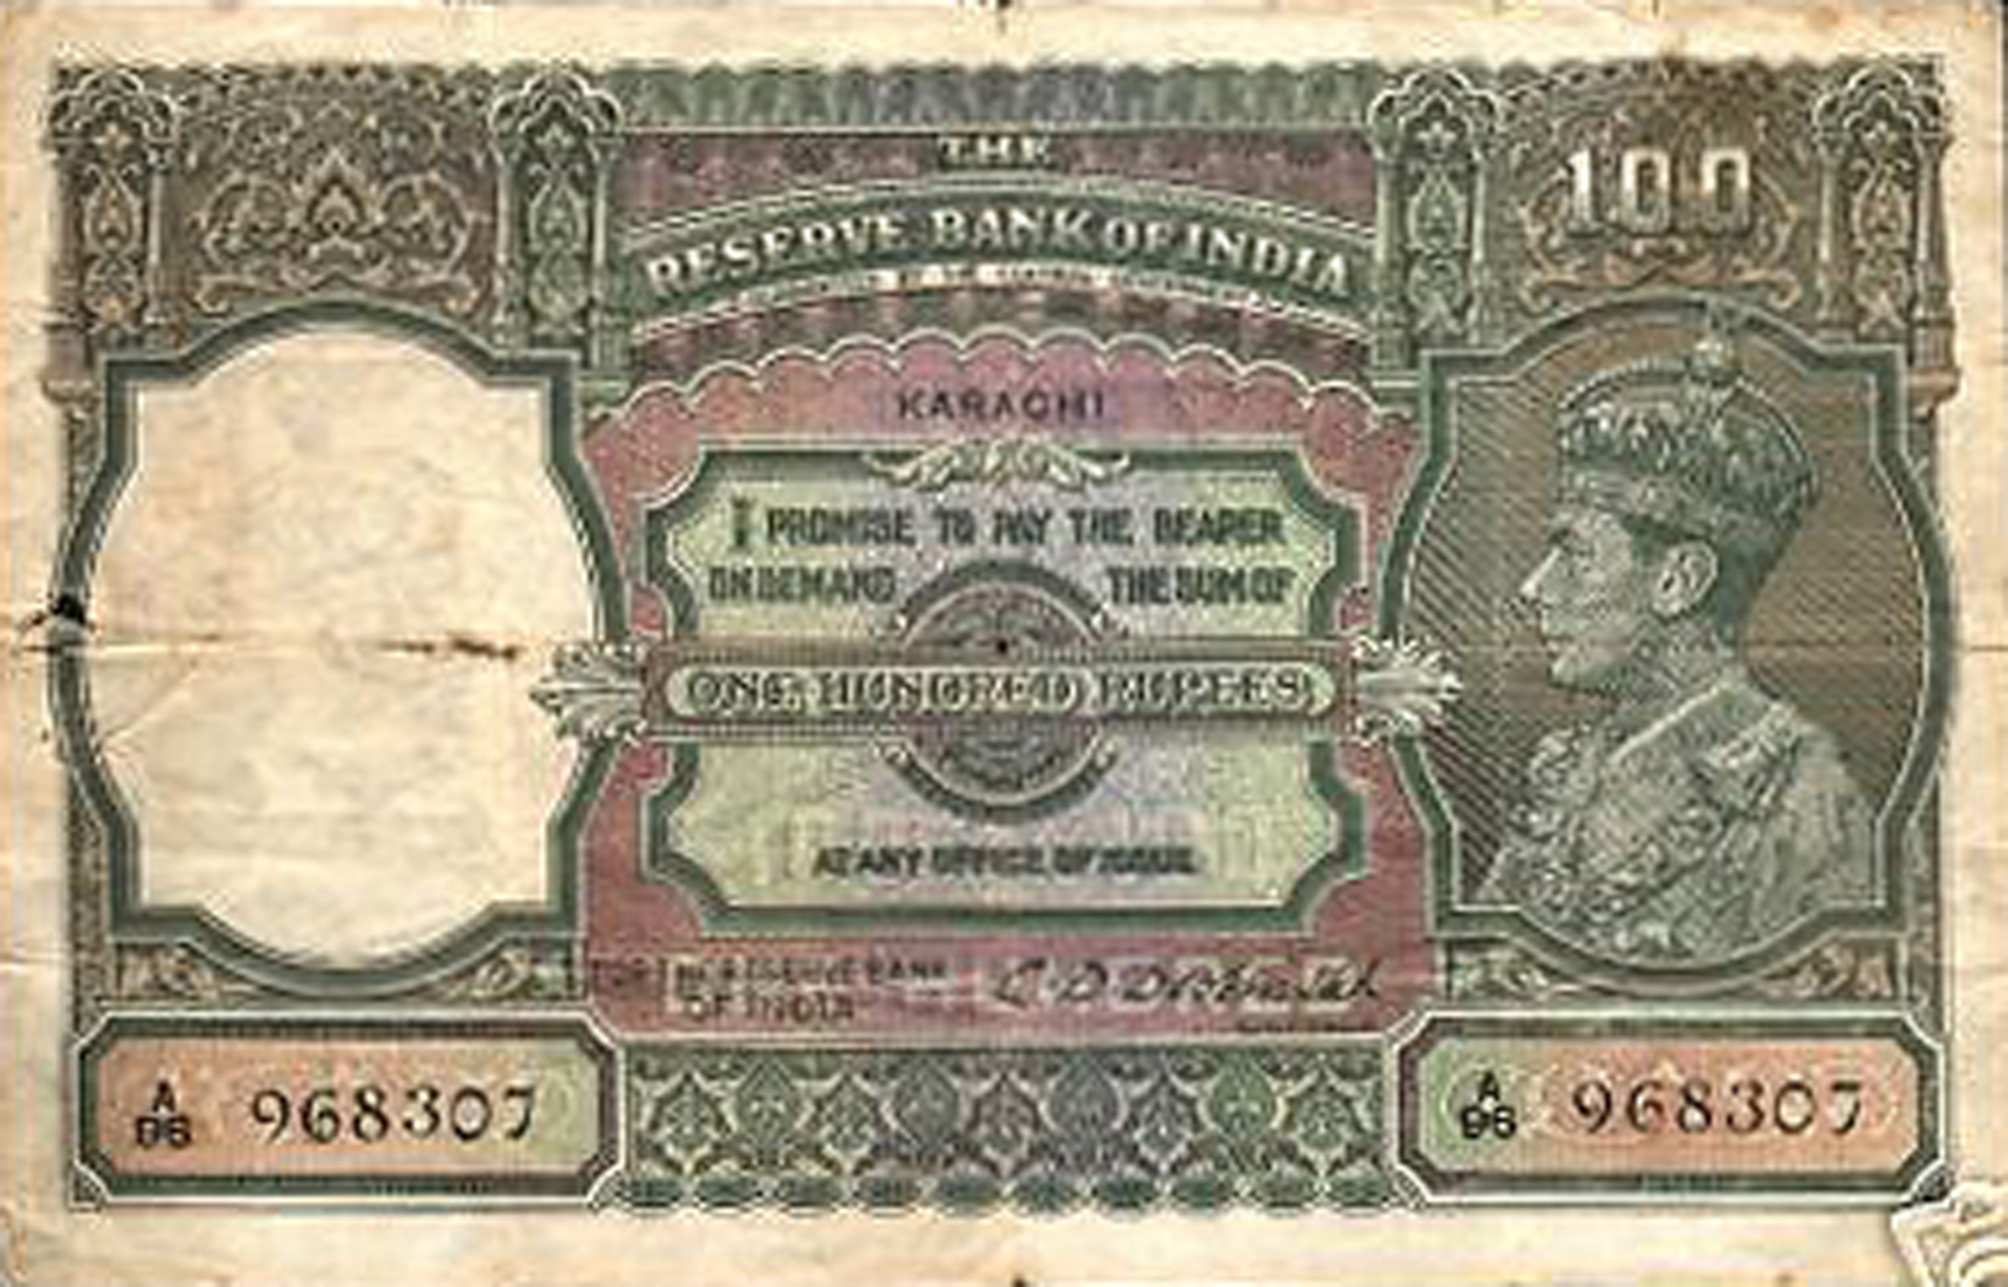 THE
100
RESERVE BANK OF INDIA
KARACHI
I PROMISE TO PAY THE BEARER
ON DEMAND THE SUM OF
ONE HUNDRED RUPEES
AT ANY OFFICE OF ISSUE
FOR THE RESERVE BANK
OF INDIA
C. D. Deshmukh
A
96 968307
A
96 968307